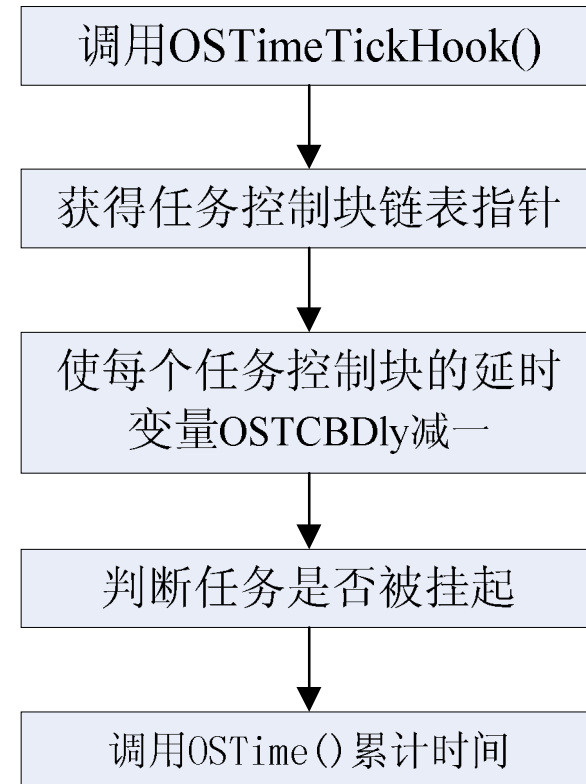 调用OSTimeTickHook()
获得任务控制块链表指针
使每个任务控制块的延时
变量OSTCBDly减一
判断任务是否被挂起
调用OSTime()累计时间